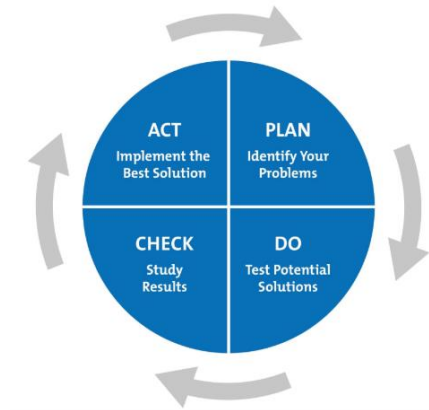 ACT
Implement the
Best Solution
PLAN
Identify Your
Problems
CHECK
Study
Results
DO
Test Potential
Solutions